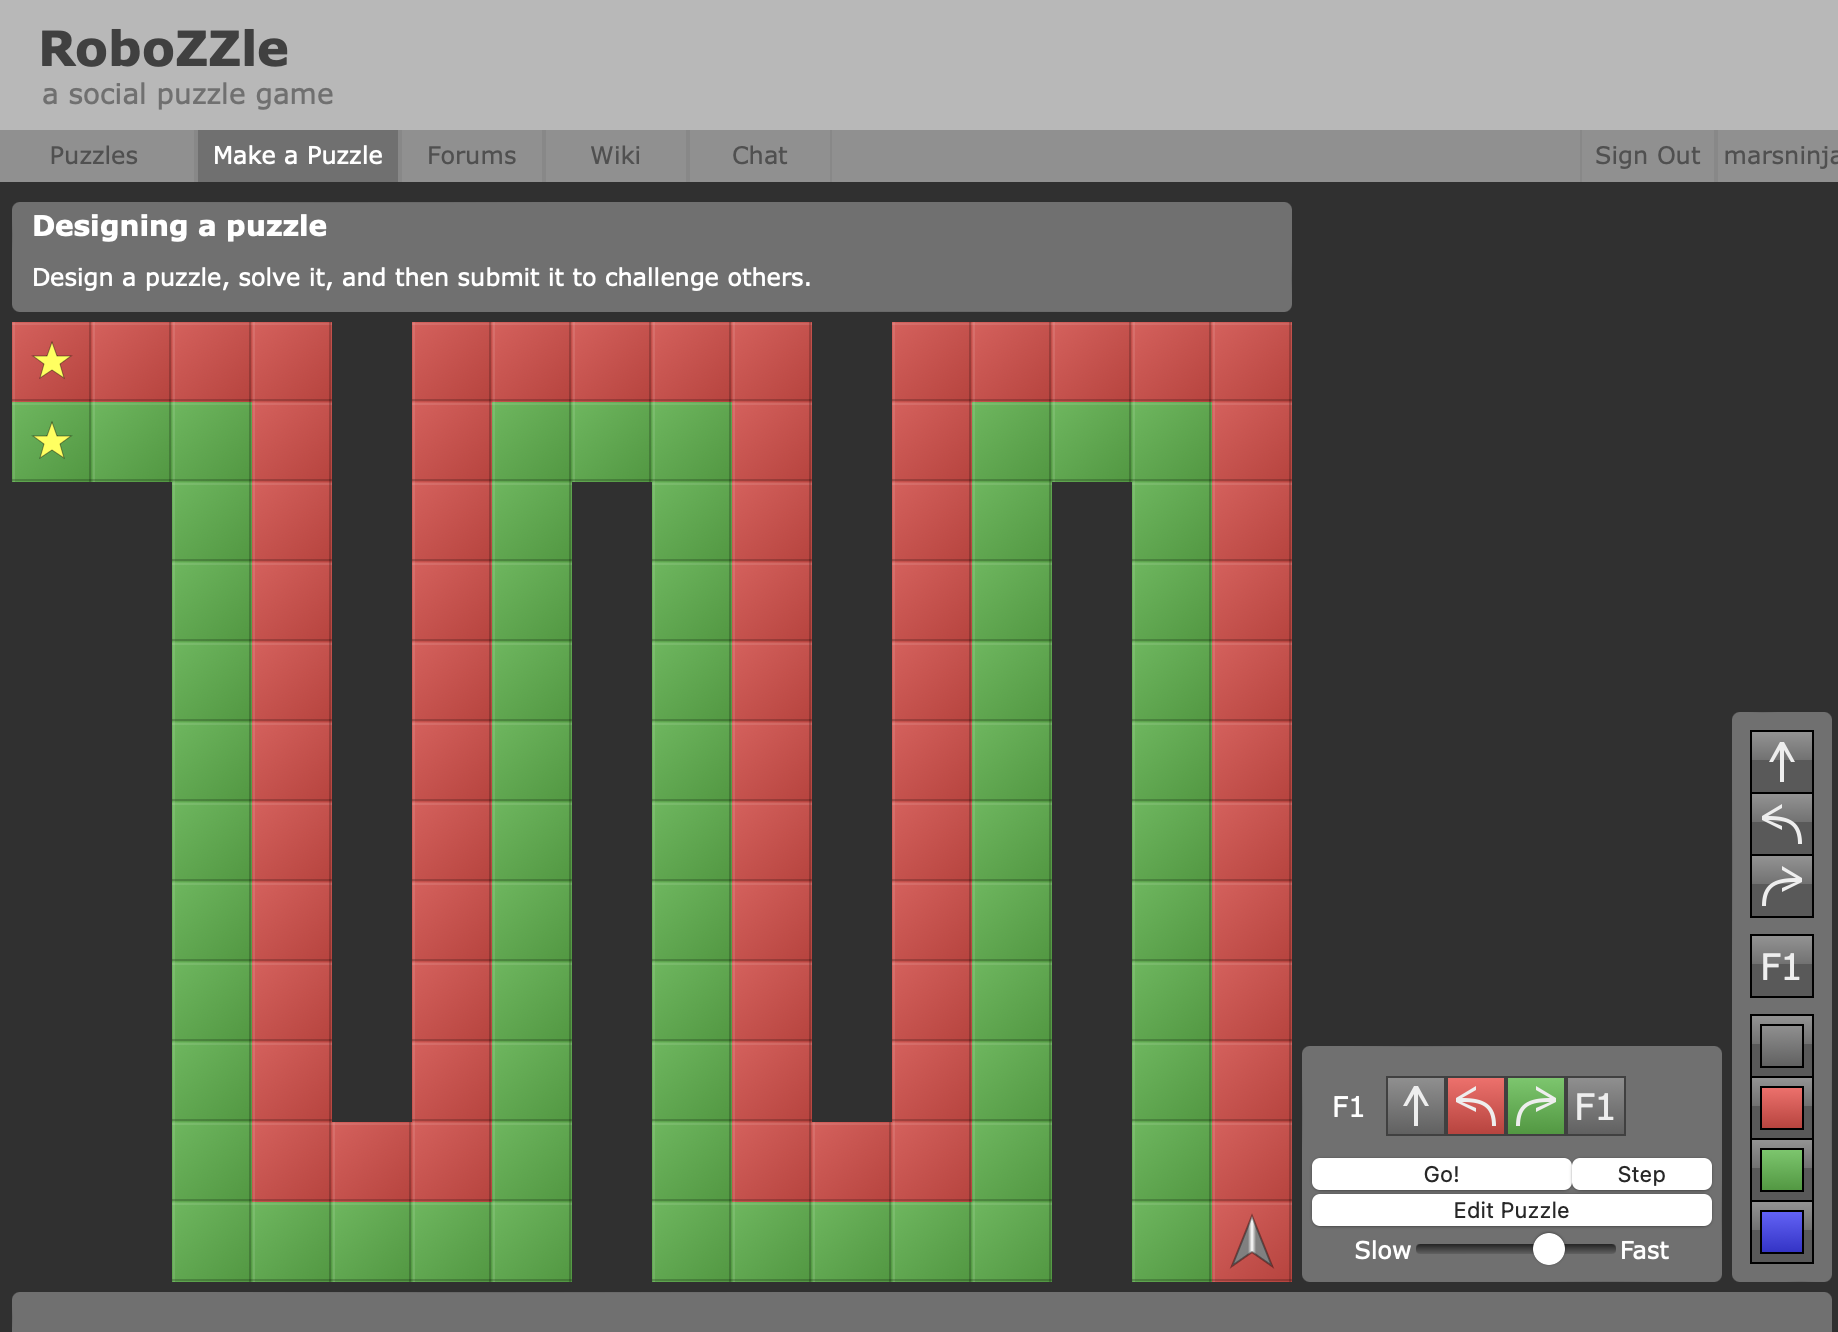 RoboZZle
a social puzzle game
Puzzles Make a Puzzle Forums Wiki Chat Sign Out marsninja
Designing a puzzle
Design a puzzle, solve it, and then submit it to challenge others.
F1
F1 F1
Go! Step
Edit Puzzle
Slow Fast